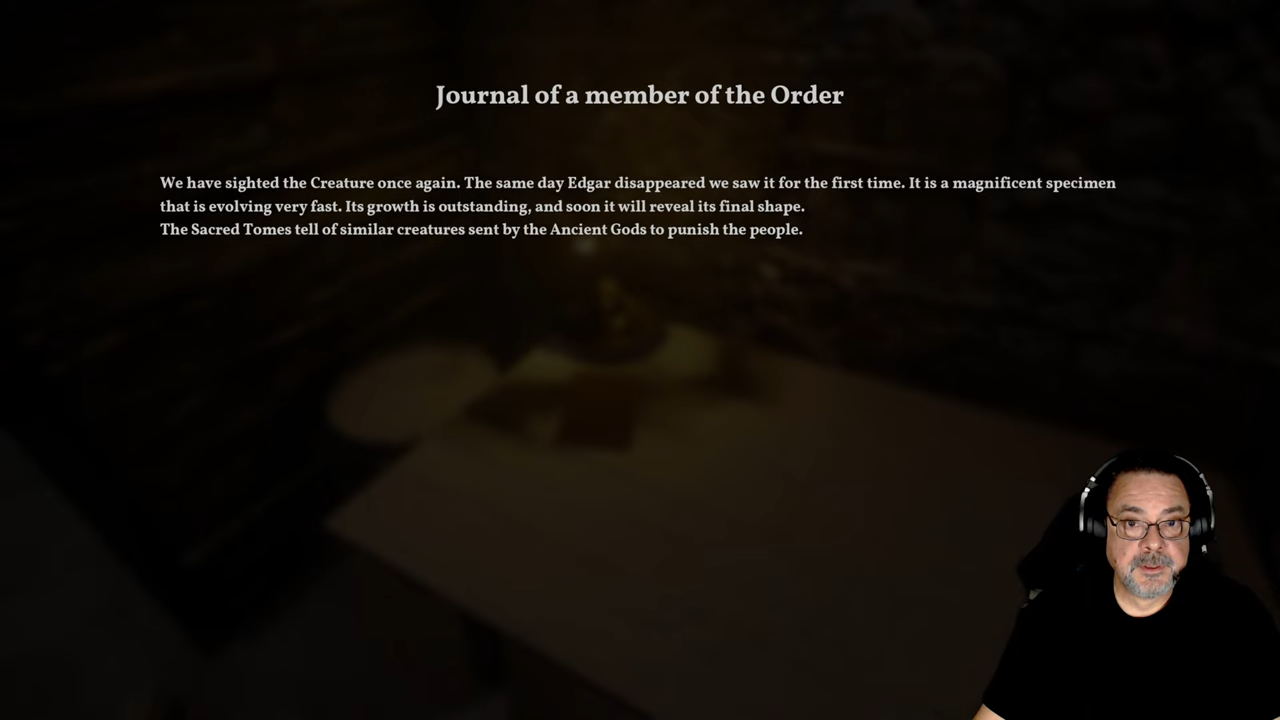 Journal of a member of the Order
We have sighted the Creature once again. The same day Edgar disappeared we saw it for the first time. It is a magnificent specimen
that is evolving very fast. Its growth is outstanding, and soon it will reveal its final shape.
The Sacred Tomes tell of similar creatures sent by the Ancient Gods to punish the people.